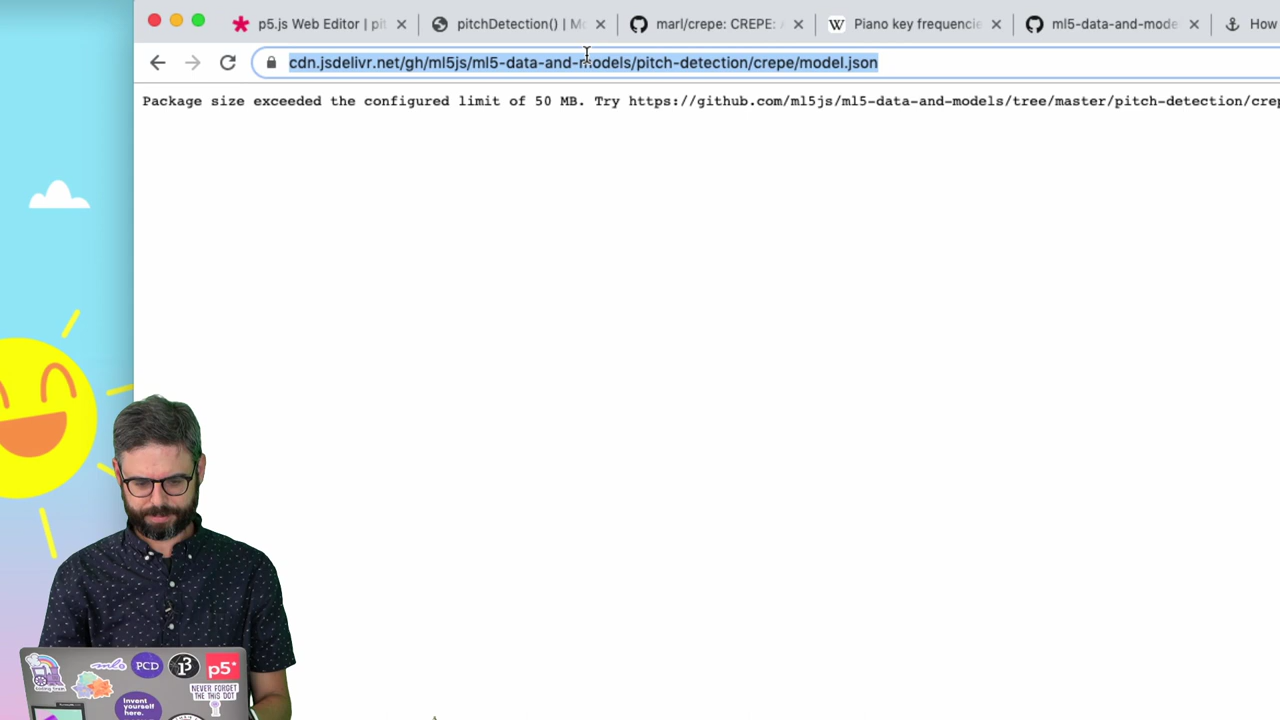 p5.js Web Editor | pit
pitchDetection() | Mo
marl/crepe: CREPE:
Piano key frequencie
ml5-data-and-mode
How
cdn.jsdelivr.net/gh/ml5js/ml5-data-and-models/pitch-detection/crepe/model.json
Package size exceeded the configured limit of 50 MB. Try https://github.com/ml5js/ml5-data-and-models/tree/master/pitch-detection/crep
PCD
p5*
NEVER FORGET
THE THIS DOT
Invent
yourself
here.